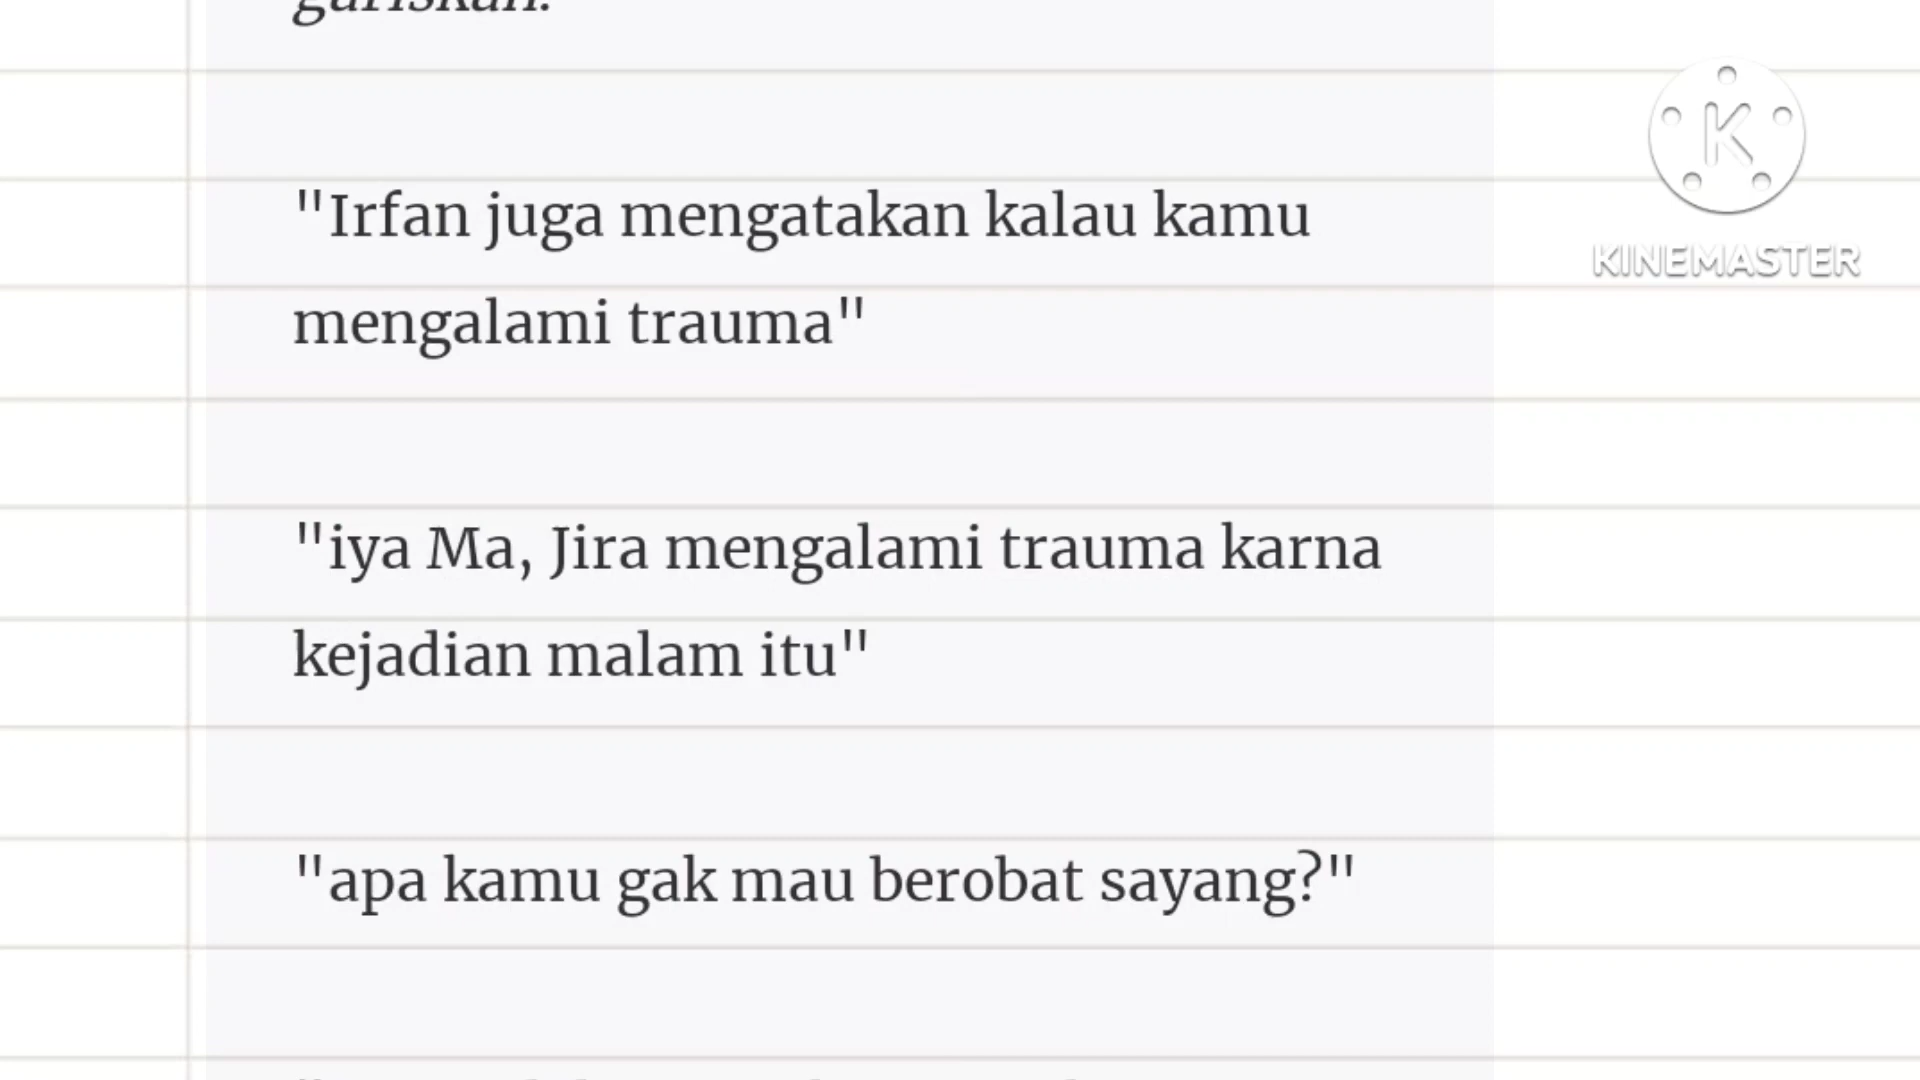 gariskan.
"Irfan juga mengatakan kalau kamu
mengalami trauma"
"iya Ma, Jira mengalami trauma karna
kejadian malam itu"
"apa kamu gak mau berobat sayang?"
K
KINEMASTER